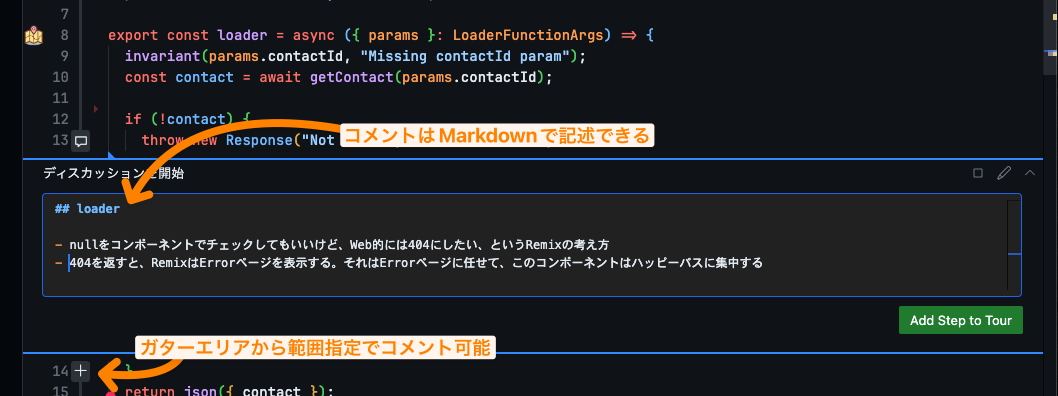 7
8 export const loader = async ({ params }: LoaderFunctionArgs) => {
9 invariant(params.contactId, "Missing contactId param");
10 const contact = await getContact(params.contactId);
11
12 if (!contact) {
13 throw new Response("Not
コメントはMarkdownで記述できる
ディスカッションを開始
## loader
- nullをコンポーネントでチェックしてもいいけど、Web的には404にしたい、というRemixの考え方
- 404を返すと、RemixはErrorページを表示する。それはErrorページに任せて、このコンポーネントはハッピーパスに集中する
Add Step to Tour
ガターエリアから範囲指定でコメント可能
14 }
15 return json({ contact });